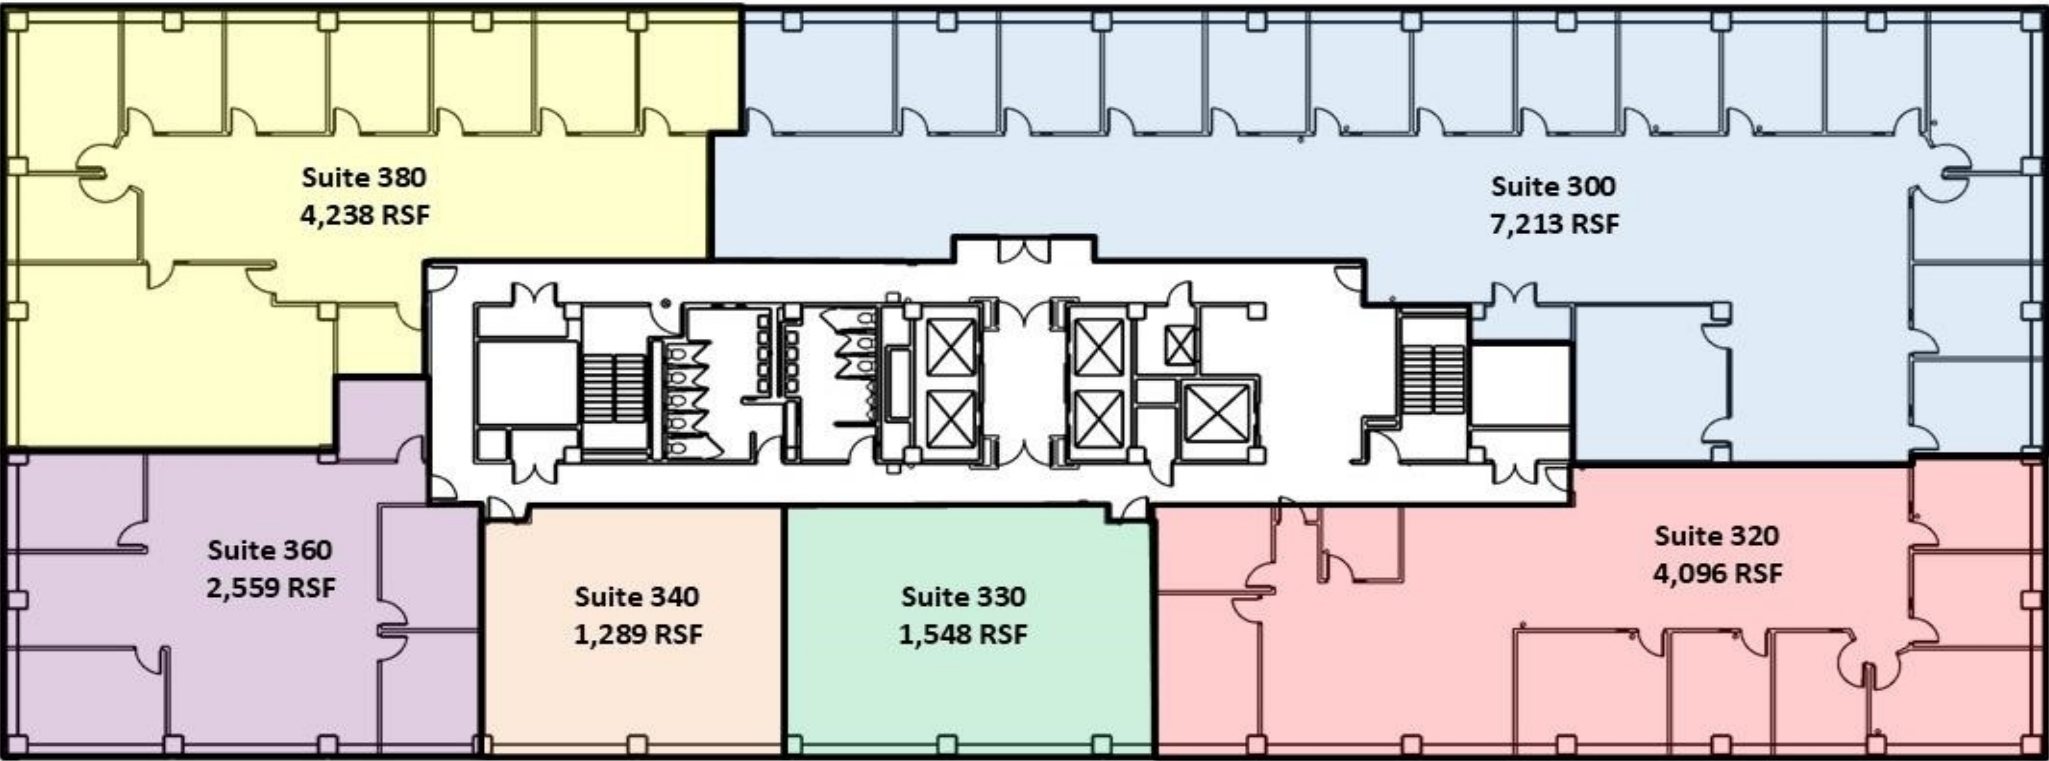 Suite 380
4,238 RSF
Suite 300
7,213 RSF
Suite 360
2,559 RSF
Suite 340
1,289 RSF
Suite 330
1,548 RSF
Suite 320
4,096 RSF